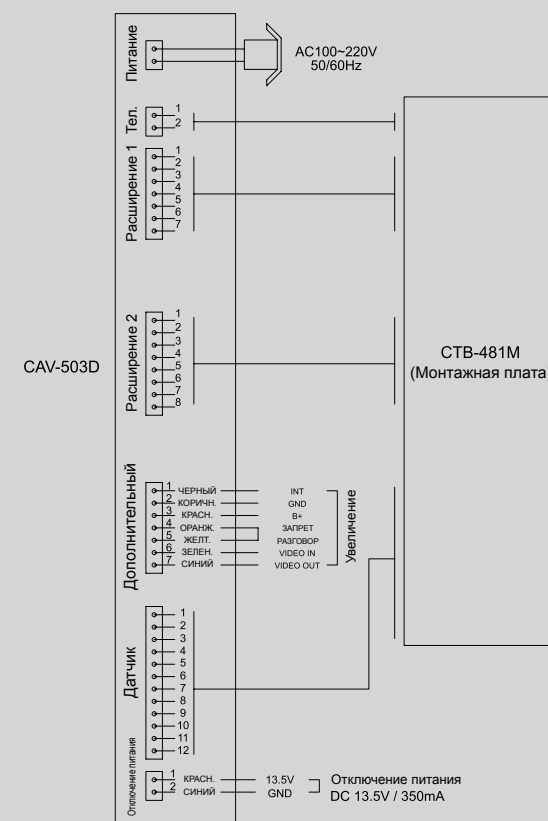 Питание
AC100~220V
50/60Hz
Тел.
1
2
Расширение 1
1
2
3
4
5
6
7
CAV-503D
Расширение 2
1
2
3
4
5
6
7
8
CTB-481M
(Монтажная плата)
Дополнительный
1 ЧЕРНЫЙ INT
2 КОРИЧН. GND
3 КРАСН. B+
4 ОРАНЖ. ЗАПРЕТ
5 ЖЕЛТ. РАЗГОВОР
6 ЗЕЛЕН. VIDEO IN
7 СИНИЙ VIDEO OUT
Увеличение
Датчик
1
2
3
4
5
6
7
8
9
10
11
12
Отключение питания
1 КРАСН. 13.5V
2 СИНИЙ GND
Отключение питания
DC 13.5V / 350mA